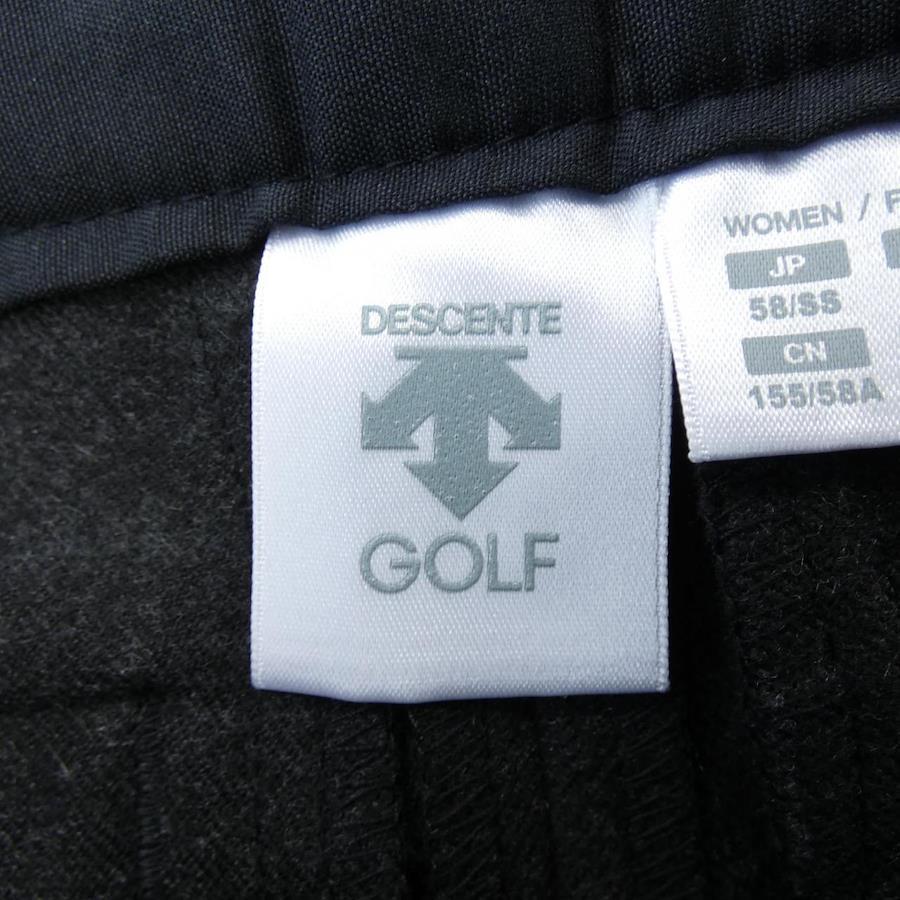 DESCENTE
GOLF
WOMEN /
JP
58/SS
CN
155/58A